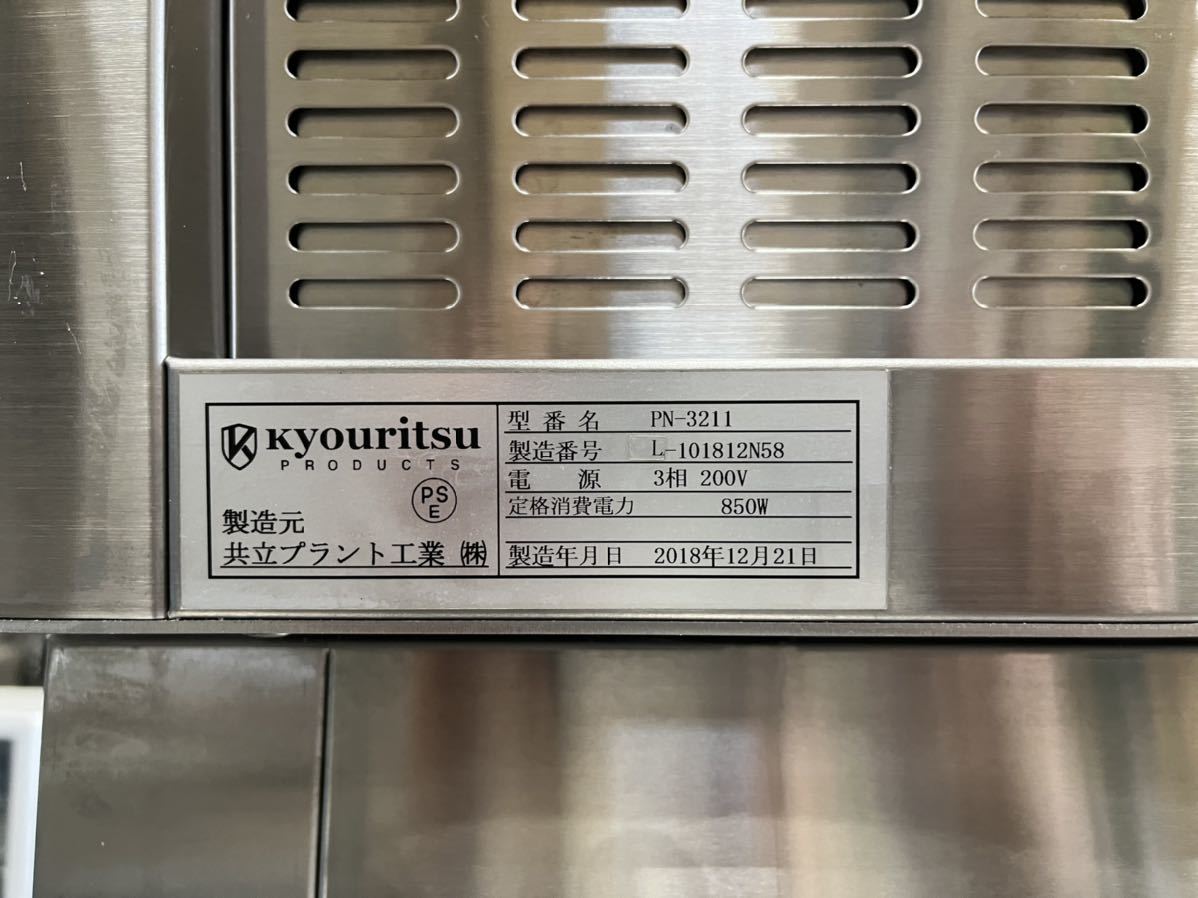 Kyouritsu
PRODUCTS
PS
E
製造元
共立プラント工業 ㈱
型番名 PN-3211
製造番号 L-101812N58
電源 3相 200V
定格消費電力 850W
製造年月日 2018年12月21日